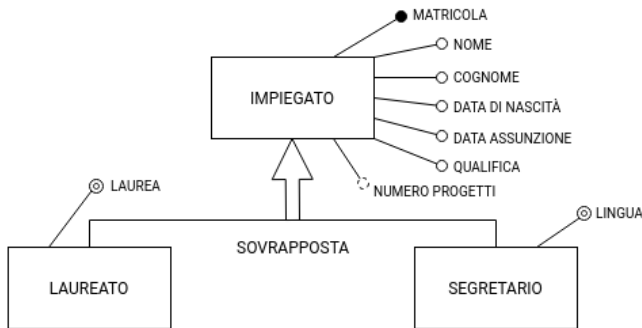 MATRICOLA
NOME
IMPIEGATO
COGNOME
DATA DI NASCITÀ
DATA ASSUNZIONE
QUALIFICA
NUMERO PROGETTI
LAUREA
LINGUA
SOVRAPPOSTA
LAUREATO
SEGRETARIO